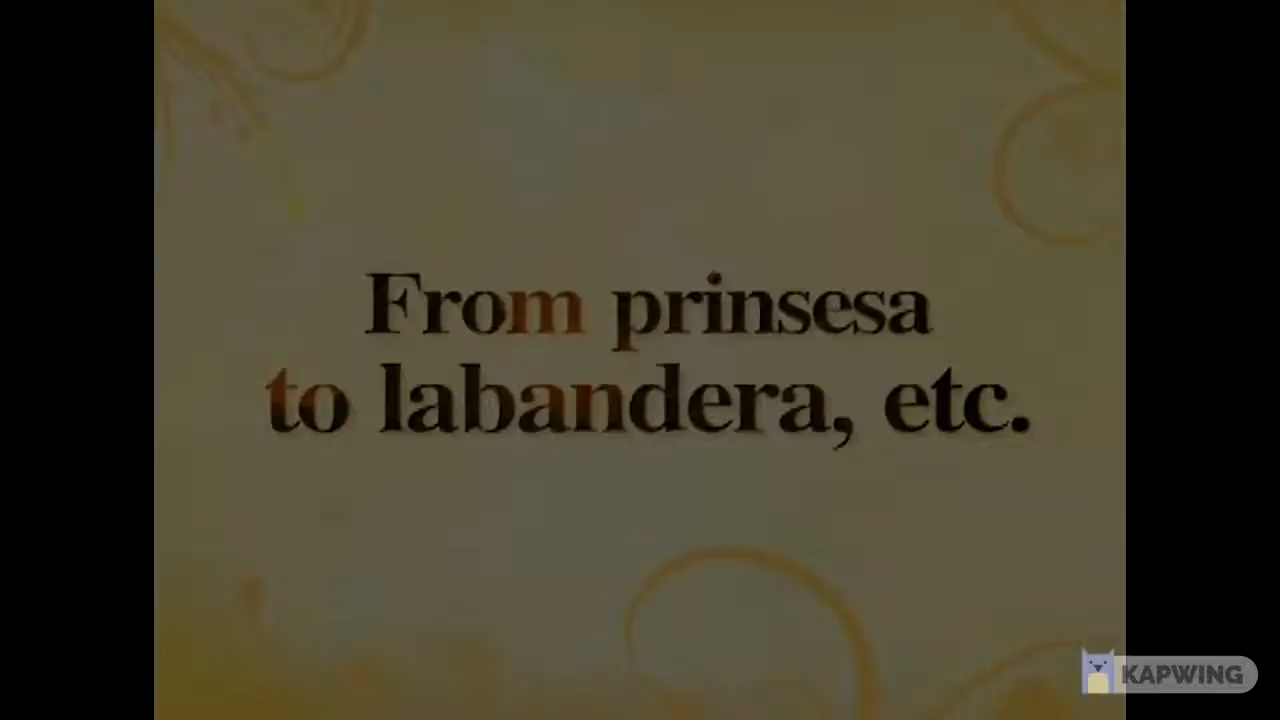 From prinsesa
to labandera, etc.
KAPWING